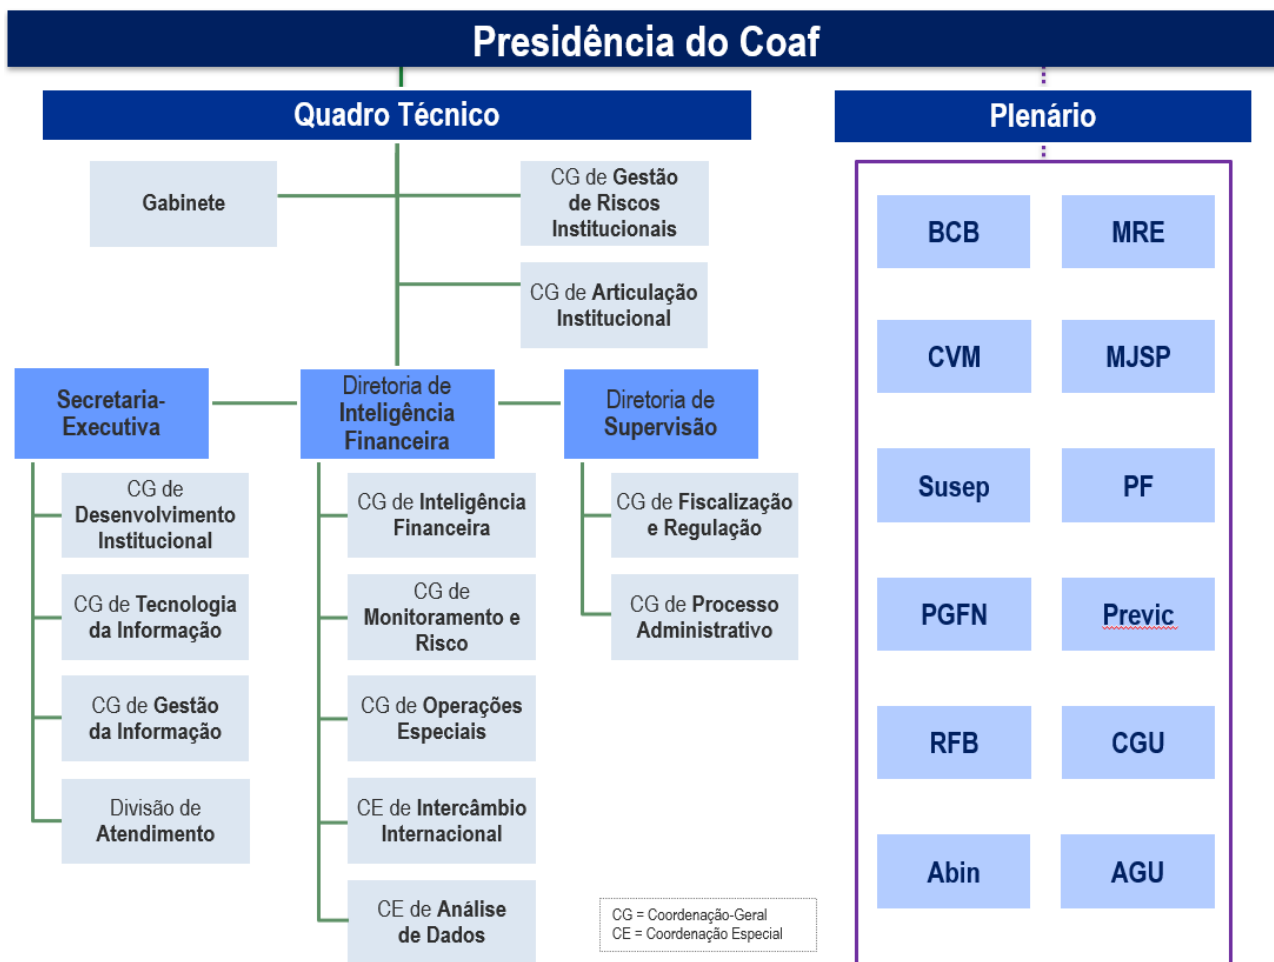 Presidência do Coaf
Quadro Técnico
Gabinete
CG de Gestão
de Riscos
Institucionais
CG de Articulação
Institucional
Secretaria-
Executiva
Diretoria de
Inteligência
Financeira
Diretoria de
Supervisão
CG de
Desenvolvimento
Institucional
CG de Tecnologia
da Informação
CG de Gestão
da Informação
Divisão de
Atendimento
CG de Inteligência
Financeira
CG de
Monitoramento e
Risco
CG de Operações
Especiais
CE de Intercâmbio
Internacional
CE de Análise
de Dados
CG de Fiscalização
e Regulação
CG de Processo
Administrativo
CG = Coordenação-Geral
CE = Coordenação Especial
Plenário
BCB
MRE
CVM
MJSP
Susep
PF
PGFN
Previc
RFB
CGU
Abin
AGU